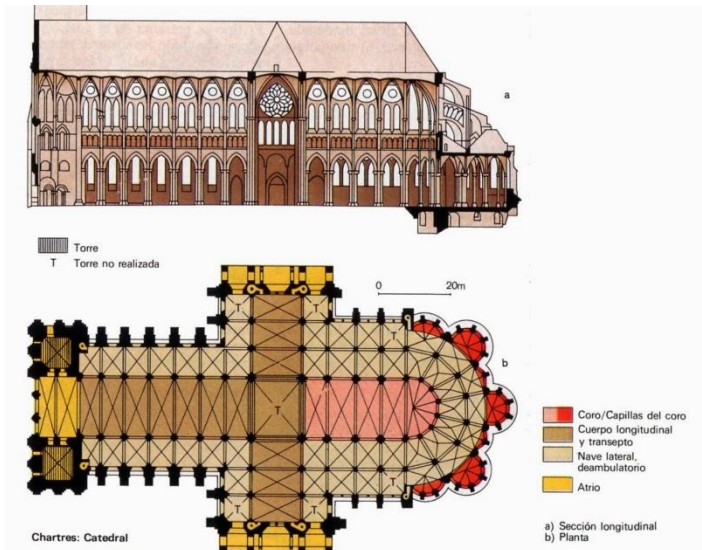 a
Torre
T Torre no realizada
0 20m
T
T
T
b
T
T
T
T
Coro/Capillas del coro
Cuerpo longitudinal
y transepto
Nave lateral,
deambulatorio
Atrio
Chartres: Catedral
a) Sección longitudinal
b) Planta